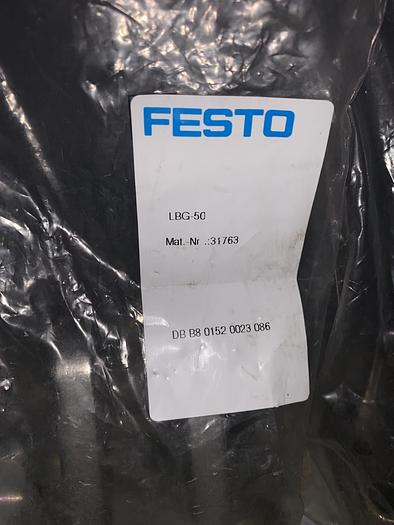 FESTO
LBG-50
Mat.-Nr .:31763
DB B8 0152 0023 086